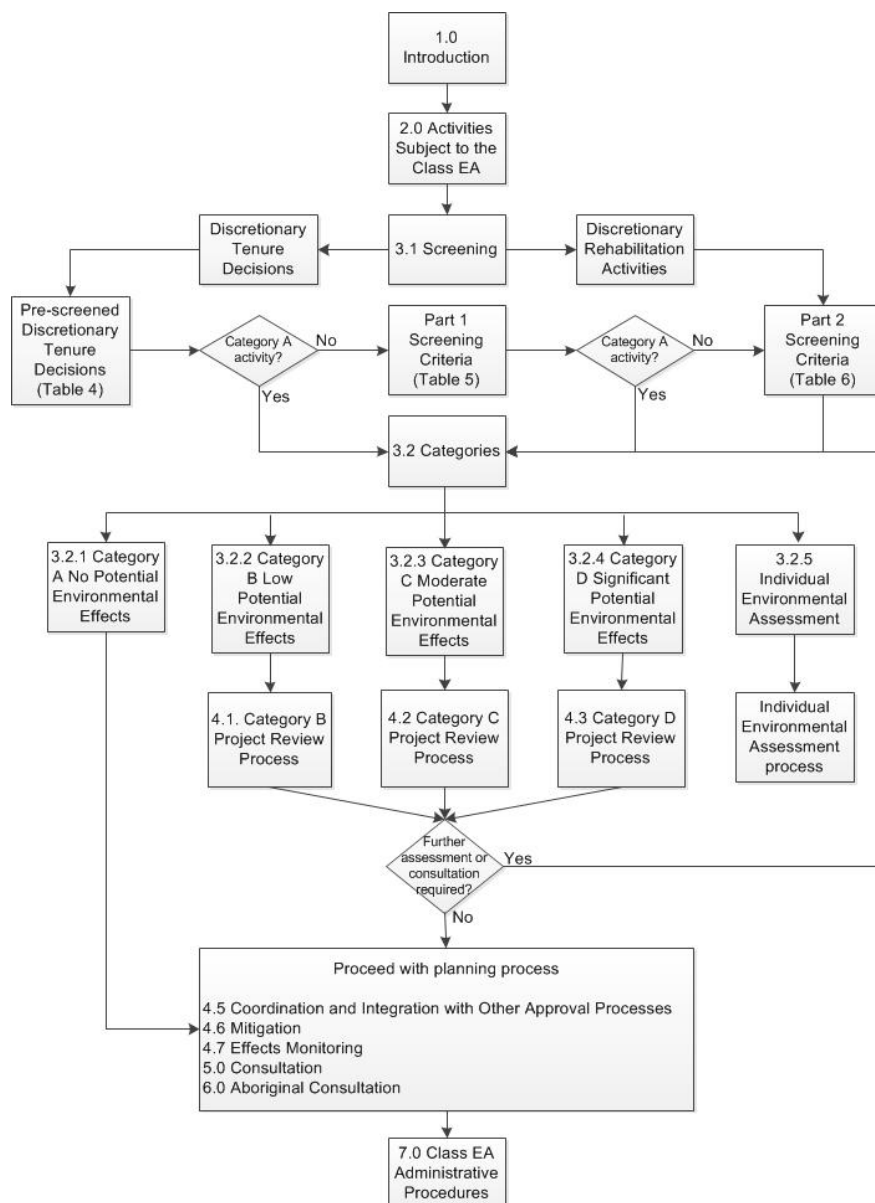 1.0
Introduction
2.0 Activities
Subject to the
Class EA
Discretionary
Tenure
Decisions
3.1 Screening
Discretionary
Rehabilitation
Activities
Pre-screened
Discretionary
Tenure
Decisions
(Table 4)
Category A
activity?
No
Yes
Part 1
Screening
Criteria
(Table 5)
Category A
activity?
No
Yes
Part 2
Screening
Criteria
(Table 6)
3.2 Categories
3.2.1 Category
A No Potential
Environmental
Effects
3.2.2 Category
B Low
Potential
Environmental
Effects
3.2.3 Category
C Moderate
Potential
Environmental
Effects
3.2.4 Category
D Significant
Potential
Environmental
Effects
3.2.5
Individual
Environmental
Assessment
4.1. Category B
Project Review
Process
4.2 Category C
Project Review
Process
4.3 Category D
Project Review
Process
Individual
Environmental
Assessment
process
Further
assessment or
consultation
required?
Yes
No
Proceed with planning process
4.5 Coordination and Integration with Other Approval Processes
4.6 Mitigation
4.7 Effects Monitoring
5.0 Consultation
6.0 Aboriginal Consultation
7.0 Class EA
Administrative
Procedures